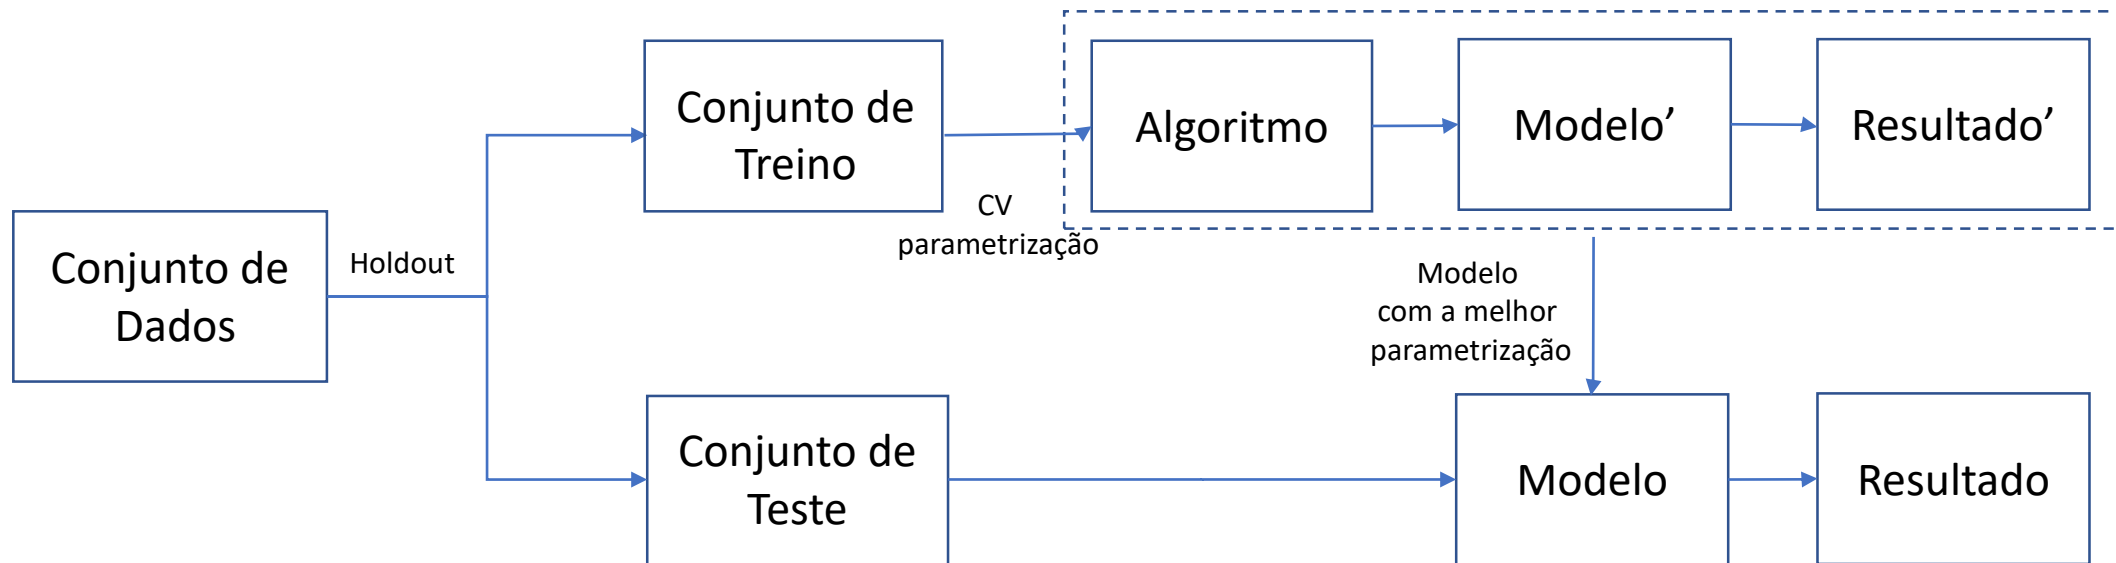 Conjunto de
Dados
Holdout
Conjunto de
Treino
CV
parametrização
Algoritmo
Modelo’
Resultado’
Modelo
com a melhor
parametrização
Conjunto de
Teste
Modelo
Resultado